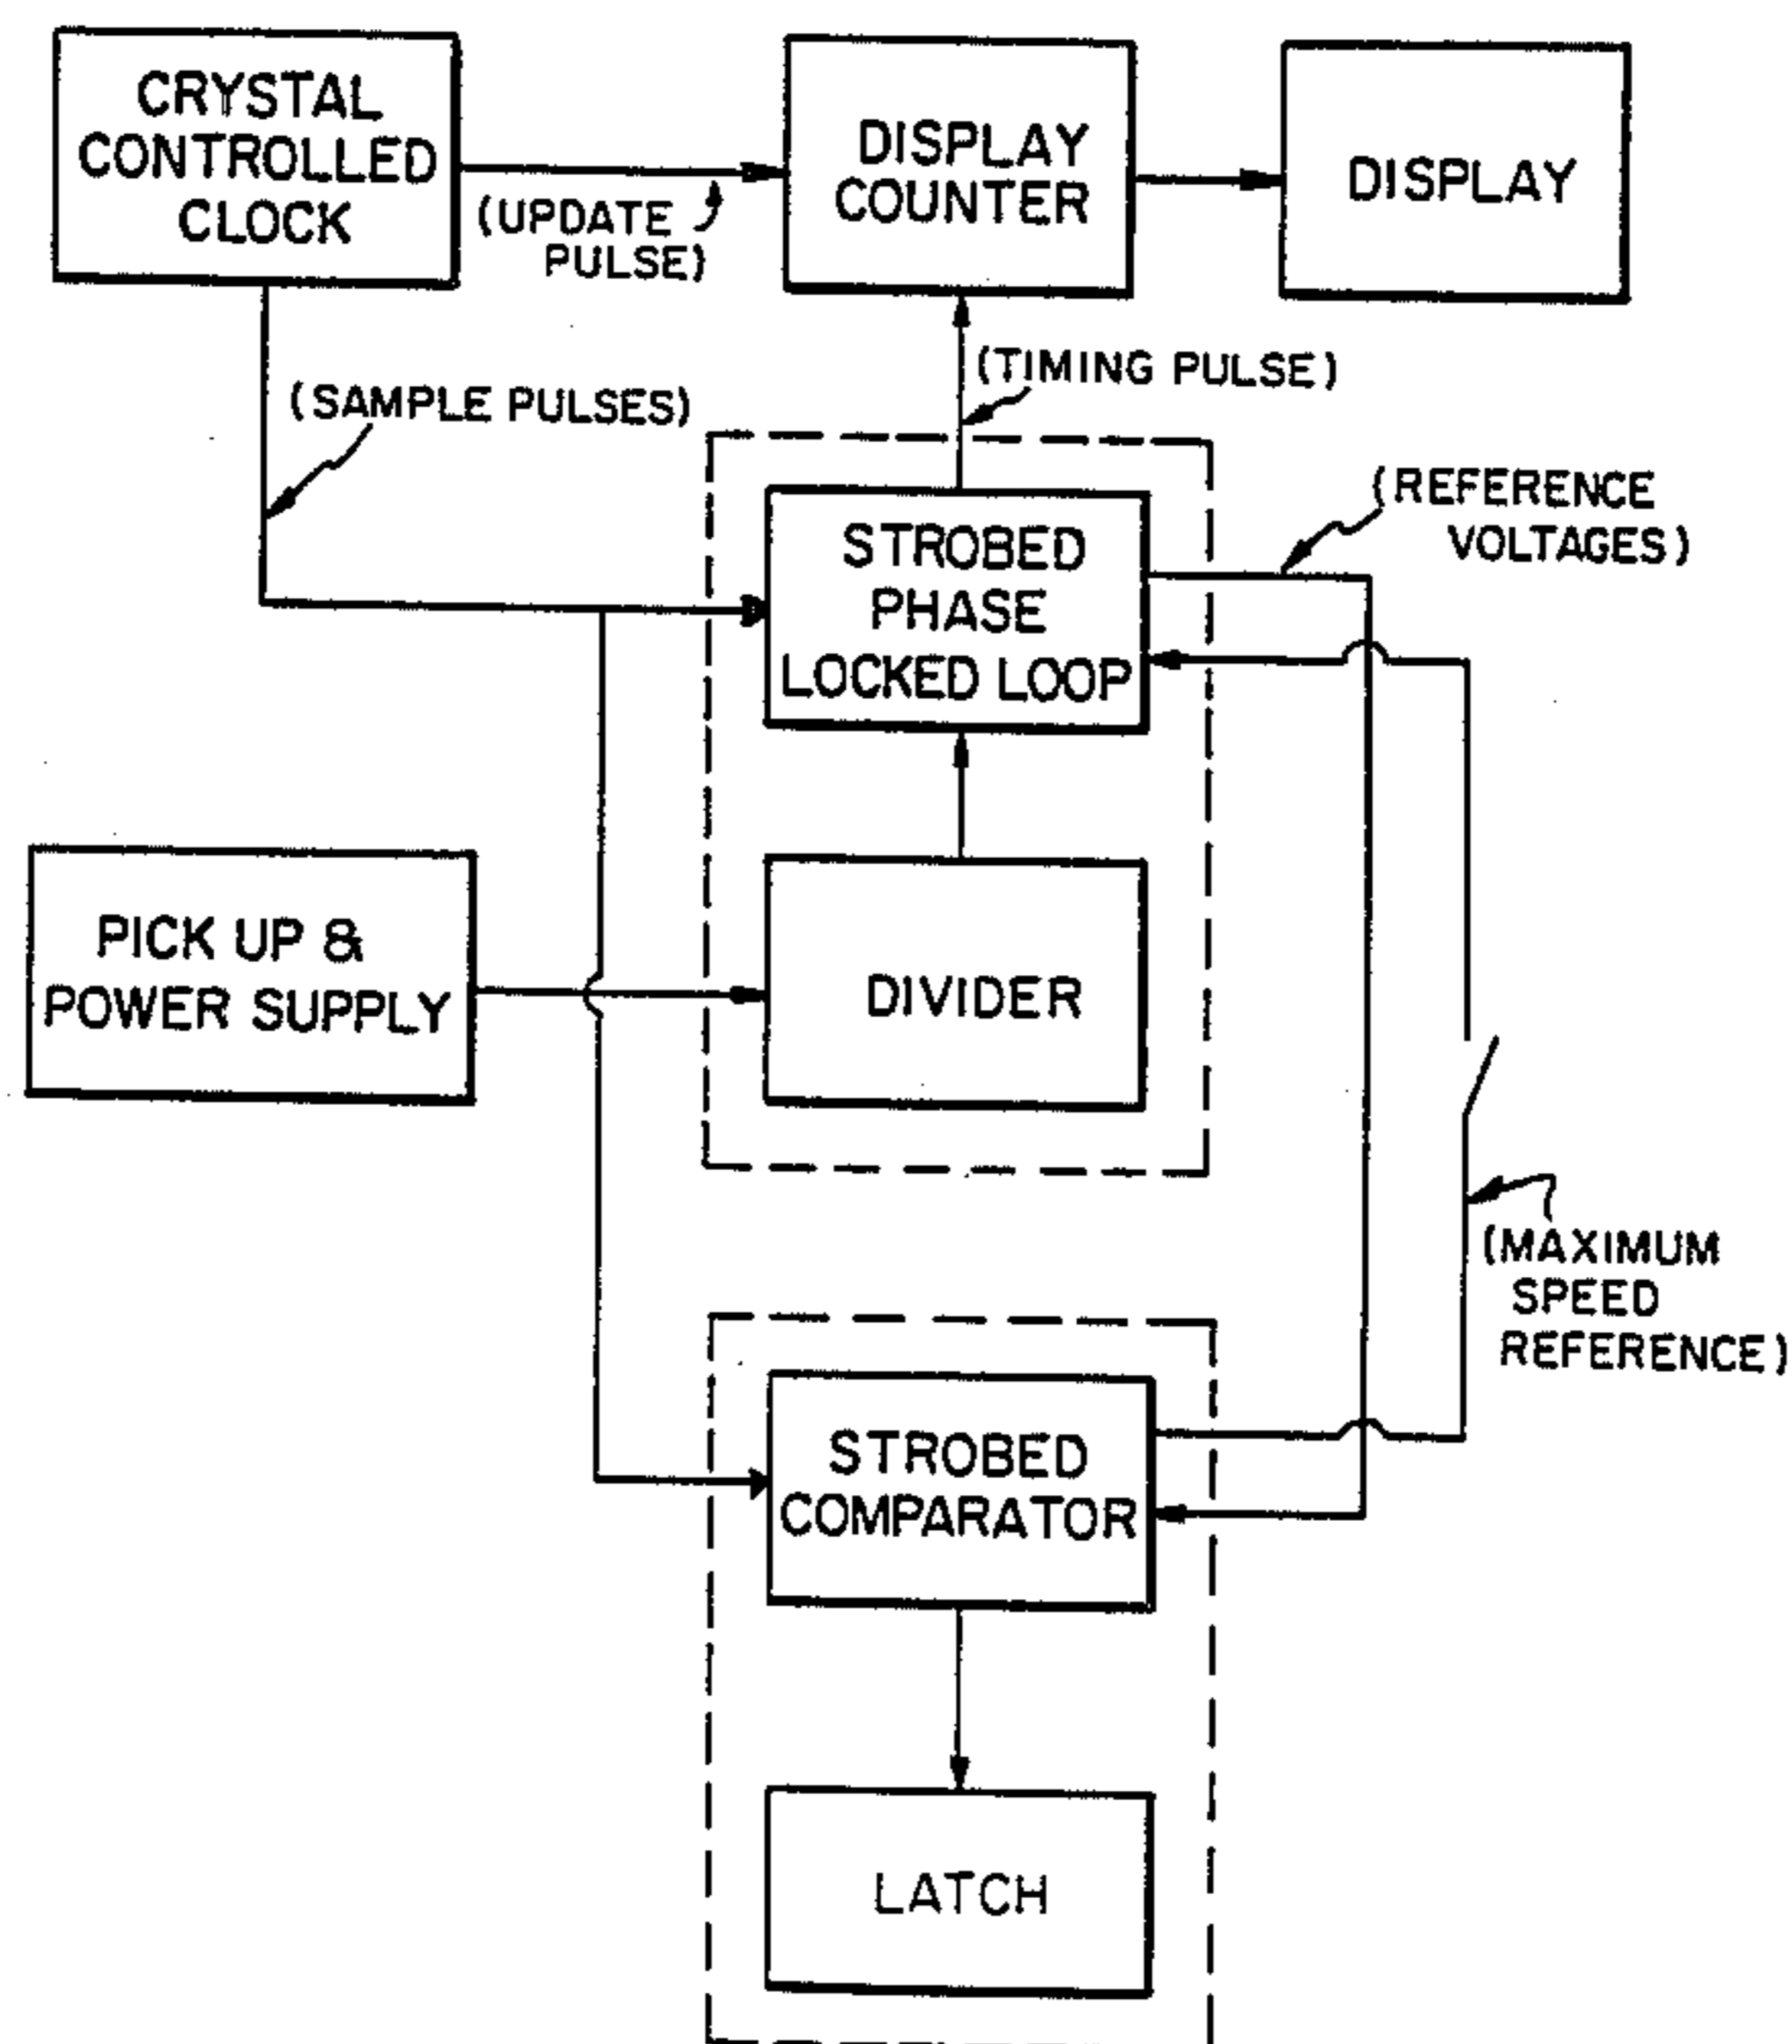 CRYSTAL
CONTROLLED
CLOCK
(UPDATE
PULSE)
DISPLAY
COUNTER
DISPLAY
(SAMPLE PULSES)
(TIMING PULSE)
(REFERENCE
VOLTAGES)
STROBED
PHASE
LOCKED LOOP
PICK UP &
POWER SUPPLY
DIVIDER
(MAXIMUM
SPEED
REFERENCE)
STROBED
COMPARATOR
LATCH